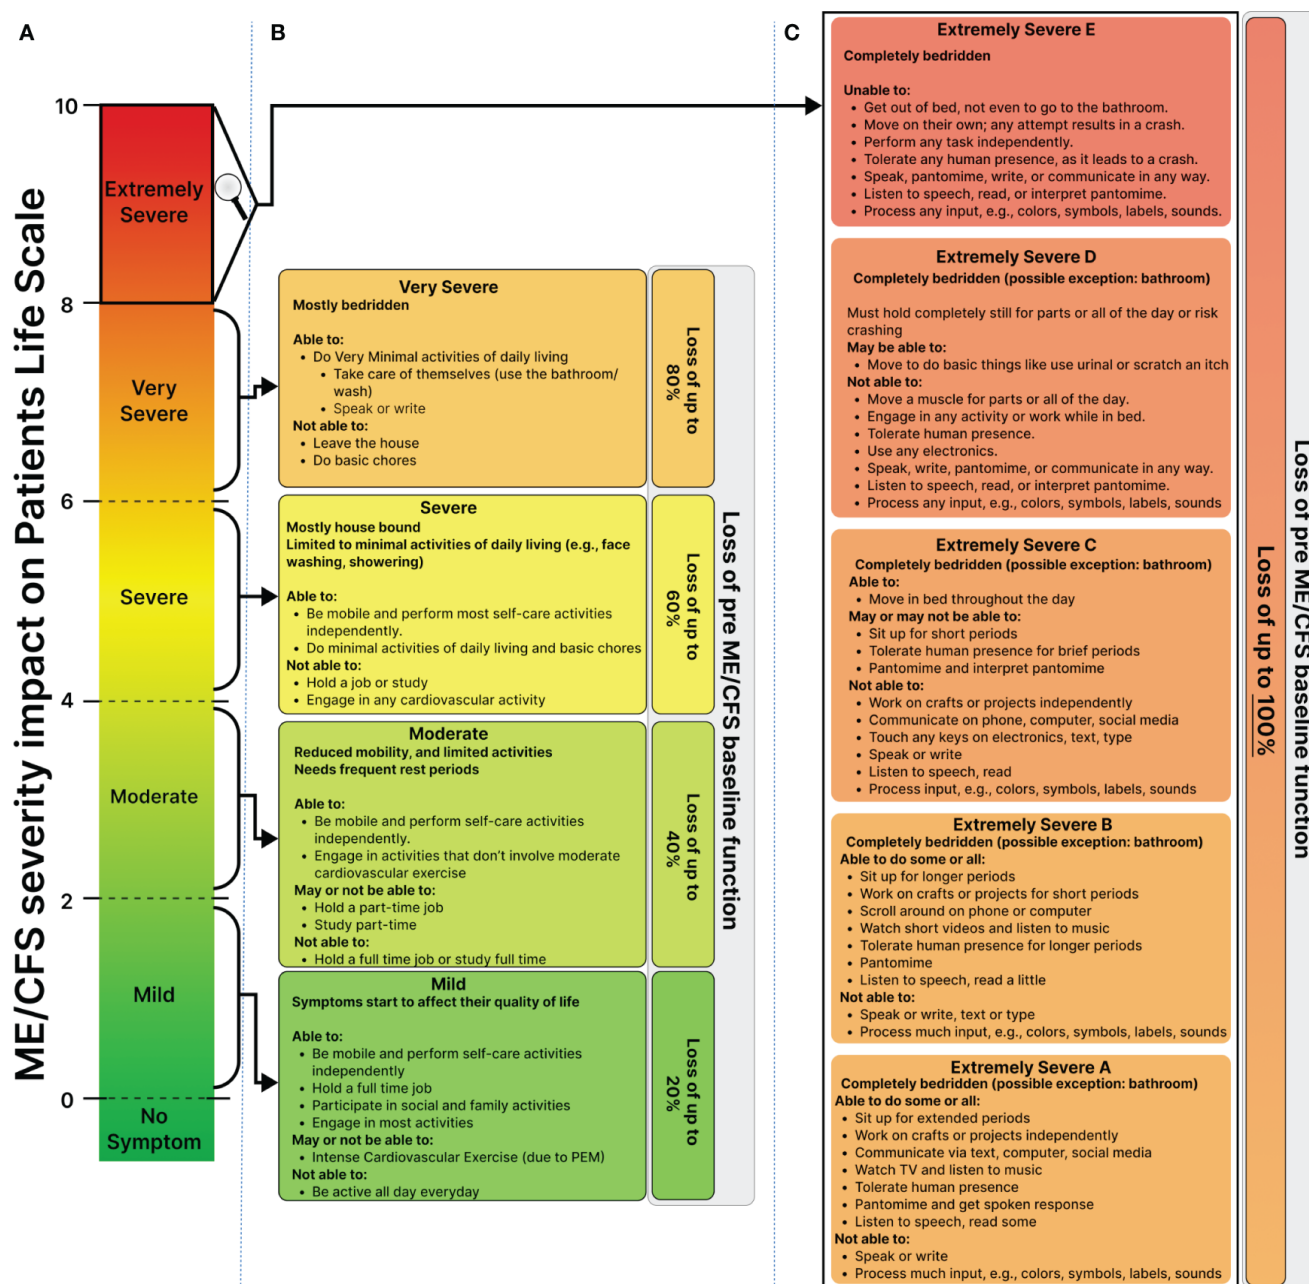 A
ME/CFS severity impact on Patients Life Scale
10
8
6
4
2
0
Extremely
Severe
Very
Severe
Severe
Moderate
Mild
No
Symptom
B
Very Severe
Mostly bedridden
Able to:
• Do Very Minimal activities of daily living
• Take care of themselves (use the bathroom/
wash)
• Speak or write
Not able to:
• Leave the house
• Do basic chores
Loss of up to
80%
Severe
Mostly house bound
Limited to minimal activities of daily living (e.g., face
washing, showering)
Able to:
• Be mobile and perform most self-care activities
independently.
• Do minimal activities of daily living and basic chores
Not able to:
• Hold a job or study
• Engage in any cardiovascular activity
Loss of up to
60%
Moderate
Reduced mobility, and limited activities
Needs frequent rest periods
Able to:
• Be mobile and perform self-care activities
independently.
• Engage in activities that don't involve moderate
cardiovascular exercise
May or not be able to:
• Hold a part-time job
• Study part-time
Not able to:
• Hold a full time job or study full time
Loss of up to
40%
Mild
Symptoms start to affect their quality of life
Able to:
• Be mobile and perform self-care activities
independently
• Hold a full time job
• Participate in social and family activities
• Engage in most activities
May or not be able to:
• Intense Cardiovascular Exercise (due to PEM)
Not able to:
• Be active all day everyday
Loss of up to
20%
Loss of pre ME/CFS baseline function
C
Extremely Severe E
Completely bedridden
Unable to:
• Get out of bed, not even to go to the bathroom.
• Move on their own; any attempt results in a crash.
• Perform any task independently.
• Tolerate any human presence, as it leads to a crash.
• Speak, pantomime, write, or communicate in any way.
• Listen to speech, read, or interpret pantomime.
• Process any input, e.g., colors, symbols, labels, sounds.
Extremely Severe D
Completely bedridden (possible exception: bathroom)
Must hold completely still for parts or all of the day or risk
crashing
May be able to:
• Move to do basic things like use urinal or scratch an itch
Not able to:
• Move a muscle for parts or all of the day.
• Engage in any activity or work while in bed.
• Tolerate human presence.
• Use any electronics.
• Speak, write, pantomime, or communicate in any way.
• Listen to speech, read, or interpret pantomime.
• Process any input, e.g., colors, symbols, labels, sounds
Extremely Severe C
Completely bedridden (possible exception: bathroom)
Able to:
• Move in bed throughout the day
May or may not be able to:
• Sit up for short periods
• Tolerate human presence for brief periods
• Pantomime and interpret pantomime
Not able to:
• Work on crafts or projects independently
• Communicate on phone, computer, social media
• Touch any keys on electronics, text, type
• Speak or write
• Listen to speech, read
• Process input, e.g., colors, symbols, labels, sounds
Extremely Severe B
Completely bedridden (possible exception: bathroom)
Able to do some or all:
• Sit up for longer periods
• Work on crafts or projects for short periods
• Scroll around on phone or computer
• Watch short videos and listen to music
• Tolerate human presence for longer periods
• Pantomime
• Listen to speech, read a little
Not able to:
• Speak or write, text or type
• Process much input, e.g., colors, symbols, labels, sounds
Extremely Severe A
Completely bedridden (possible exception: bathroom)
Able to do some or all:
• Sit up for extended periods
• Work on crafts or projects independently
• Communicate via text, computer, social media
• Watch TV and listen to music
• Tolerate human presence
• Pantomime and get spoken response
• Listen to speech, read some
Not able to:
• Speak or write
• Process much input, e.g., colors, symbols, labels, sounds
Loss of up to 100%
Loss of pre ME/CFS baseline function